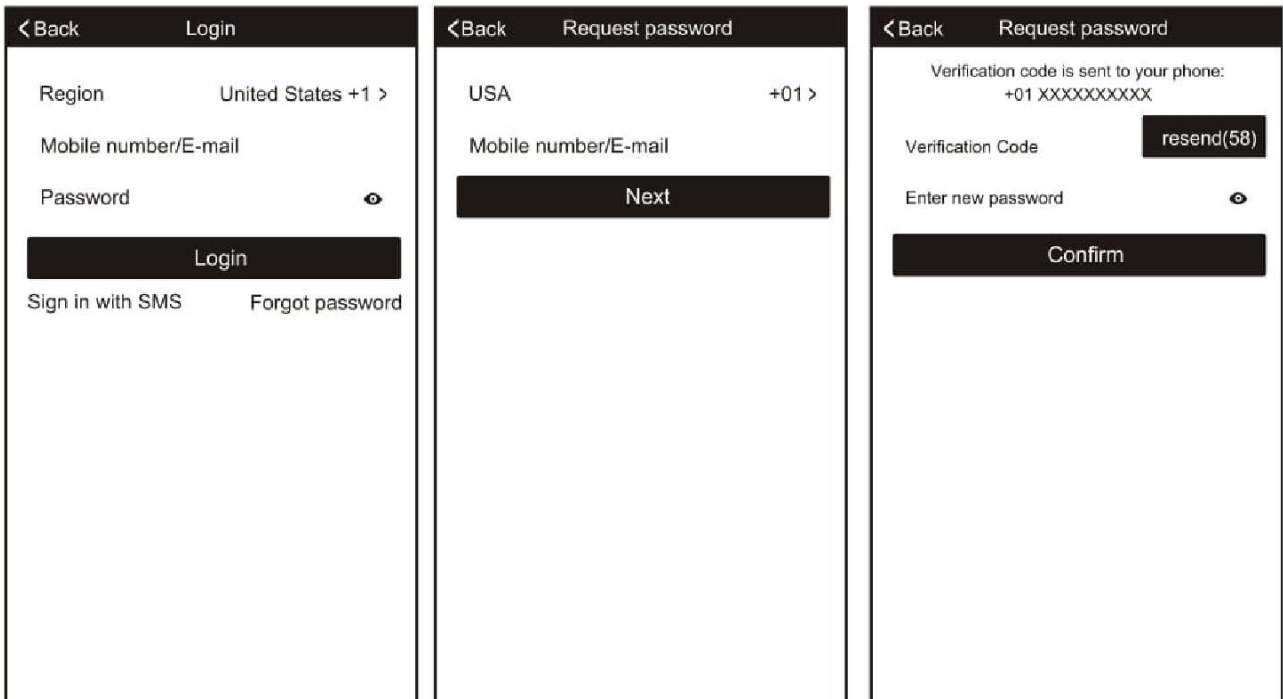 <Back Login
Region United States +1 >
Mobile number/E-mail
Password
Login
Sign in with SMS Forgot password
<Back Request password
USA +01 >
Mobile number/E-mail
Next
<Back Request password
Verification code is sent to your phone:
+01 XXXXXXXXXX
Verification Code resend(58)
Enter new password
Confirm